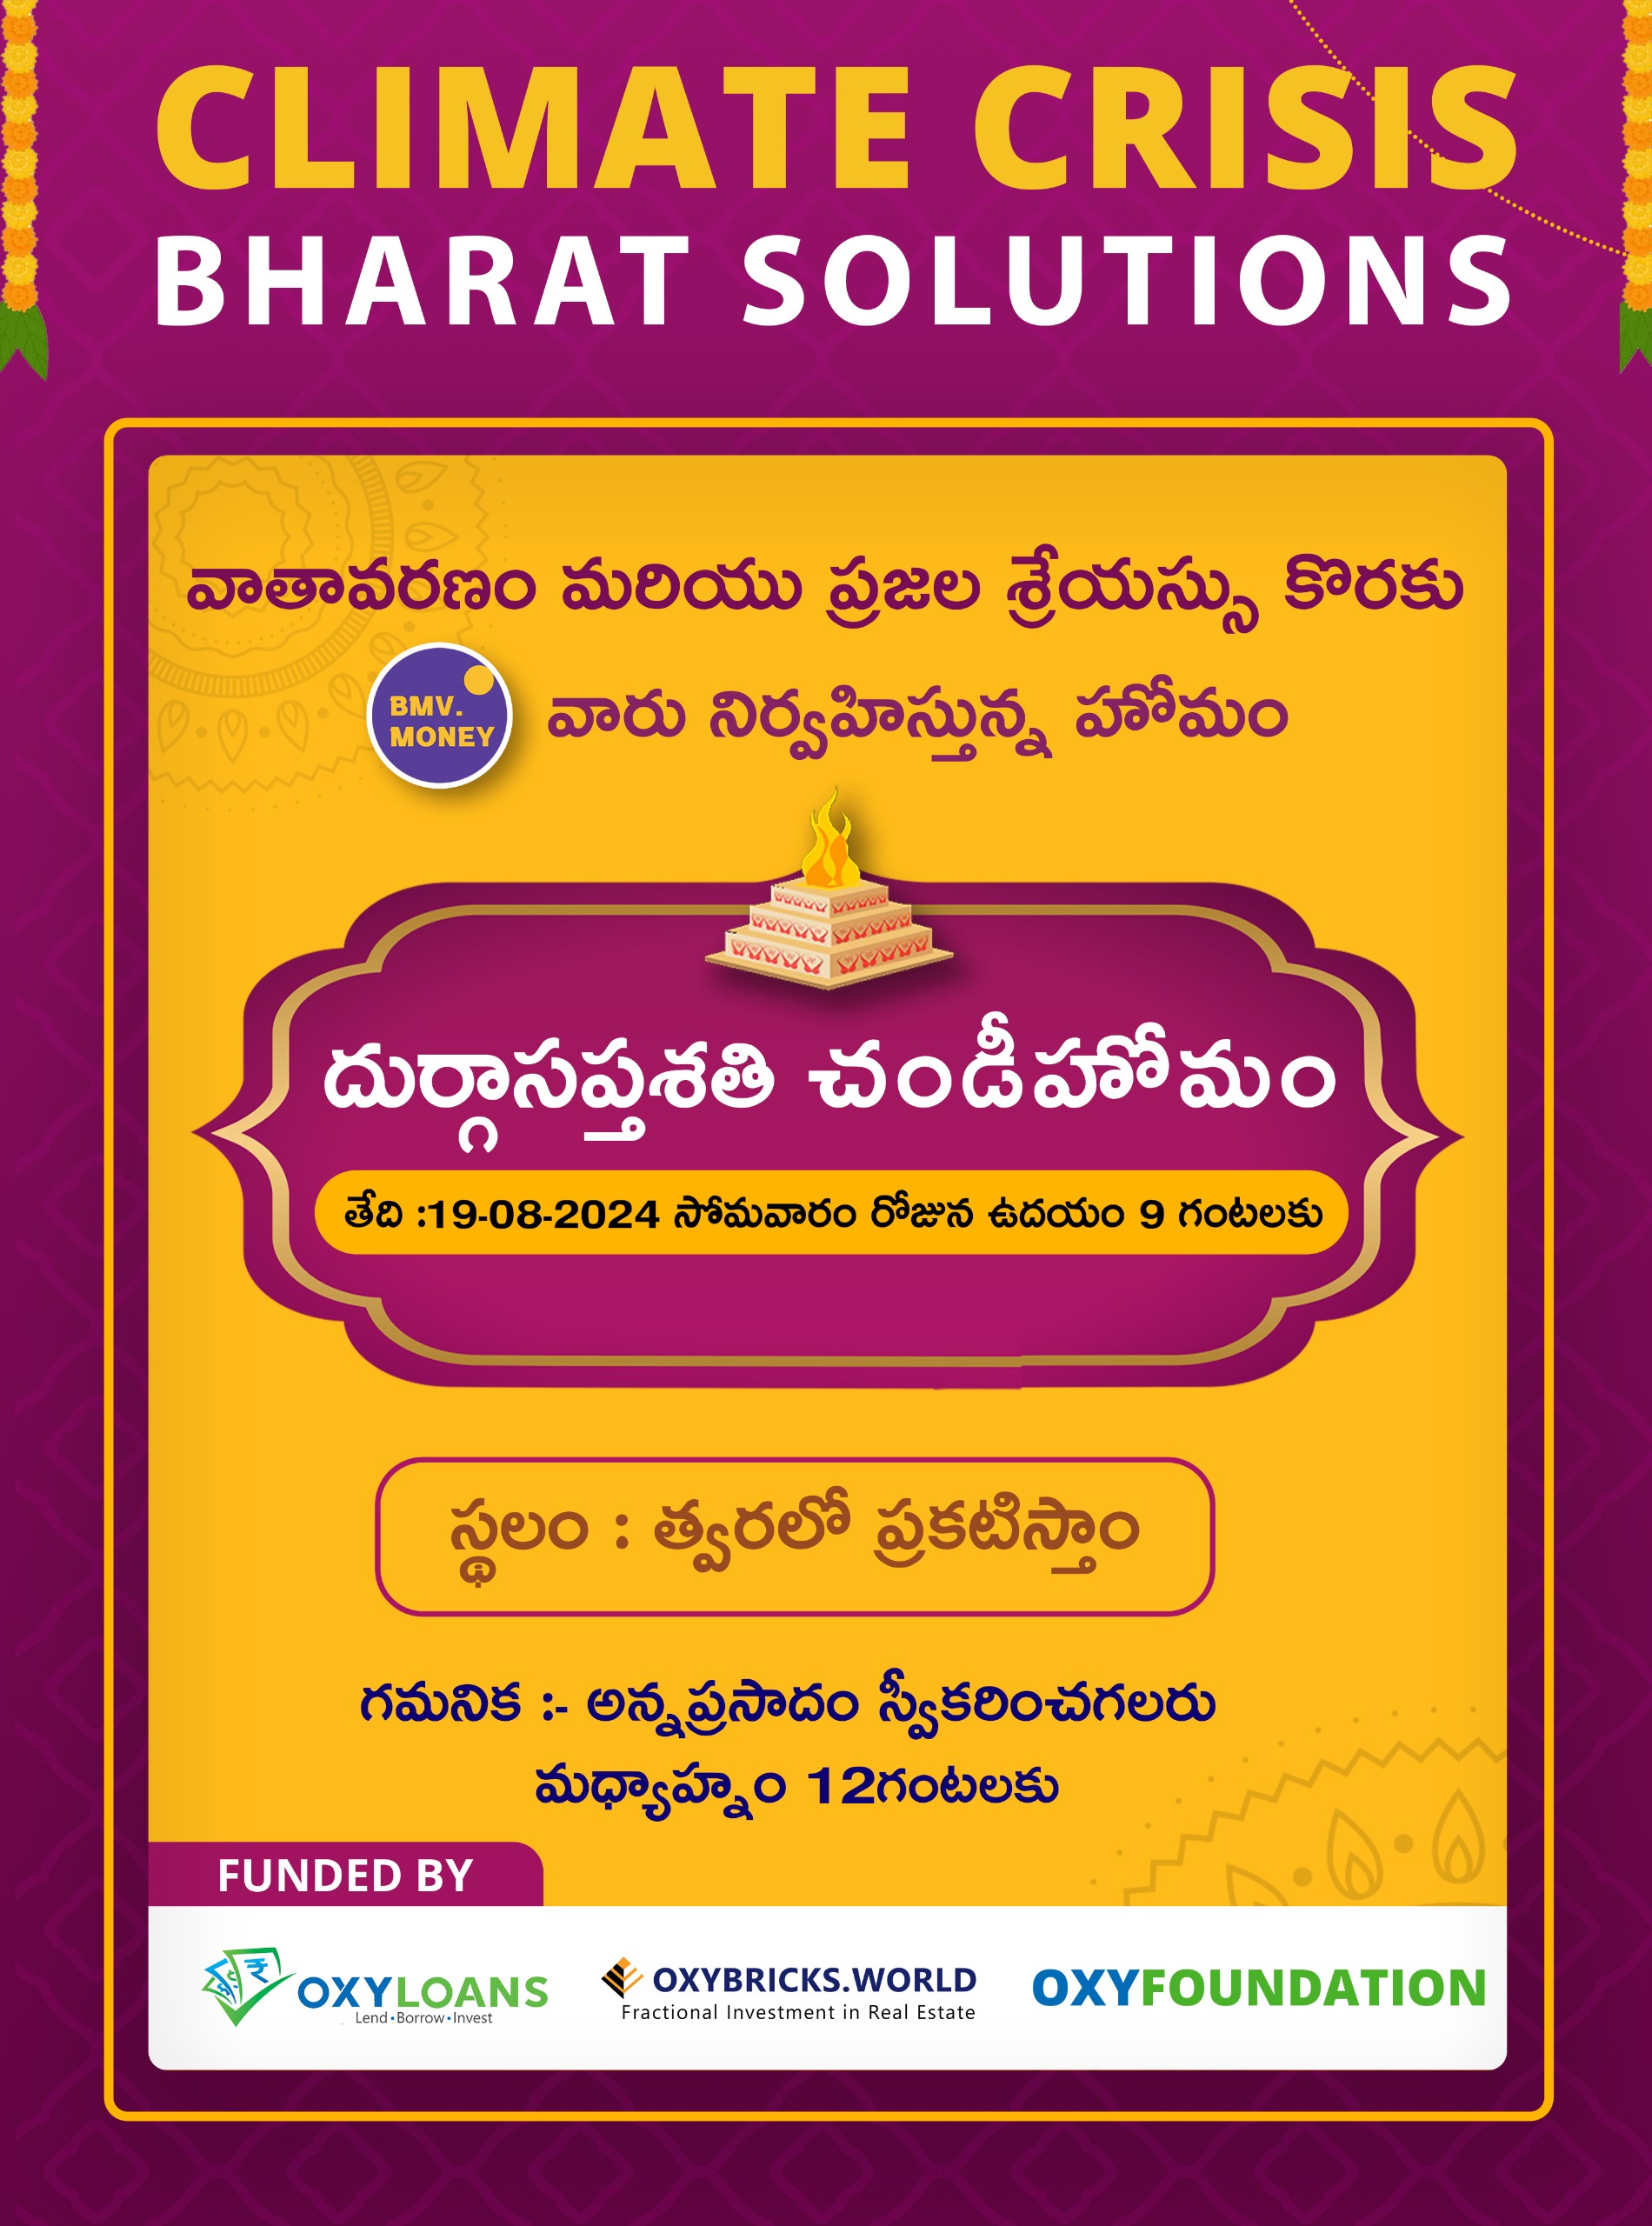 CLIMATE CRISIS
BHARAT SOLUTIONS
వాతావరణం మరియు ప్రజల శ్రేయస్సు కొరకు
BMV.
MONEY
వారు నిర్వహిస్తున్న హోమం
దుర్గాసప్తశతి చండీహోమం
తేది :19-08-2024 సోమవారం రోజున ఉదయం 9 గంటలకు
స్థలం : త్వరలో ప్రకటిస్తాం
గమనిక :- అన్నప్రసాదం స్వీకరించగలరు
మధ్యాహ్నం 12గంటలకు
FUNDED BY
OXYLOANS
Lend•Borrow•Invest
OXYBRICKS.WORLD
Fractional Investment in Real Estate
OXYFOUNDATION